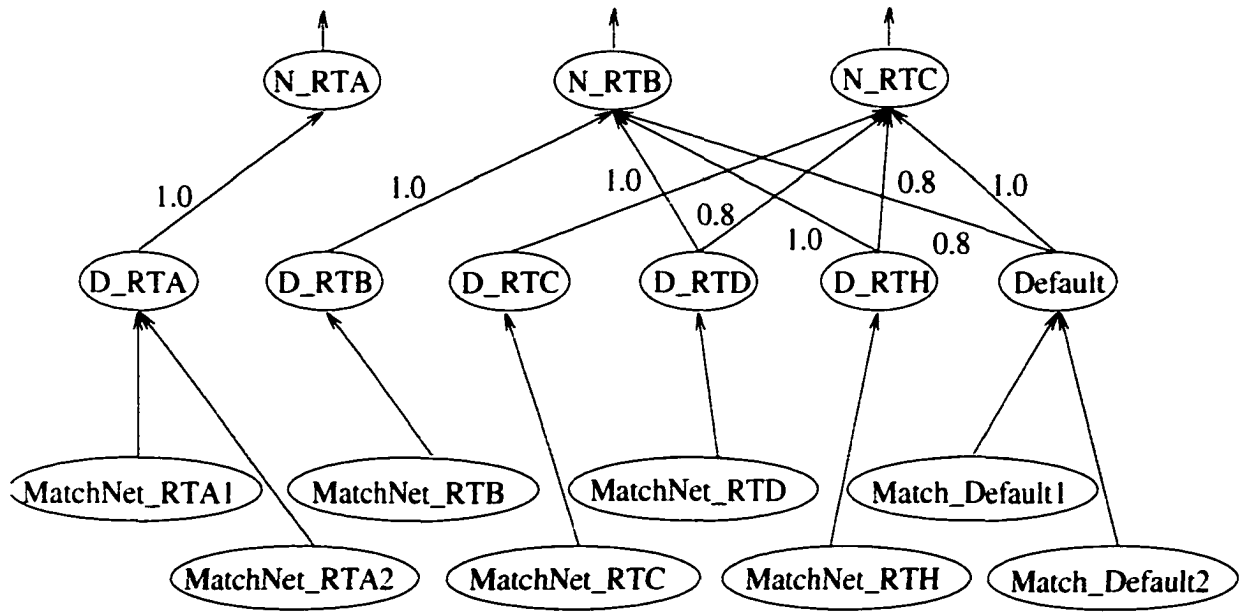 N_RTA
N_RTB
N_RTC
1.0
1.0
1.0
0.8
1.0
0.8
1.0
0.8
D_RTA
D_RTB
D_RTC
D_RTD
D_RTH
Default
MatchNet_RTA1
MatchNet_RTB
MatchNet_RTD
Match_Default1
MatchNet_RTA2
MatchNet_RTC
MatchNet_RTH
Match_Default2